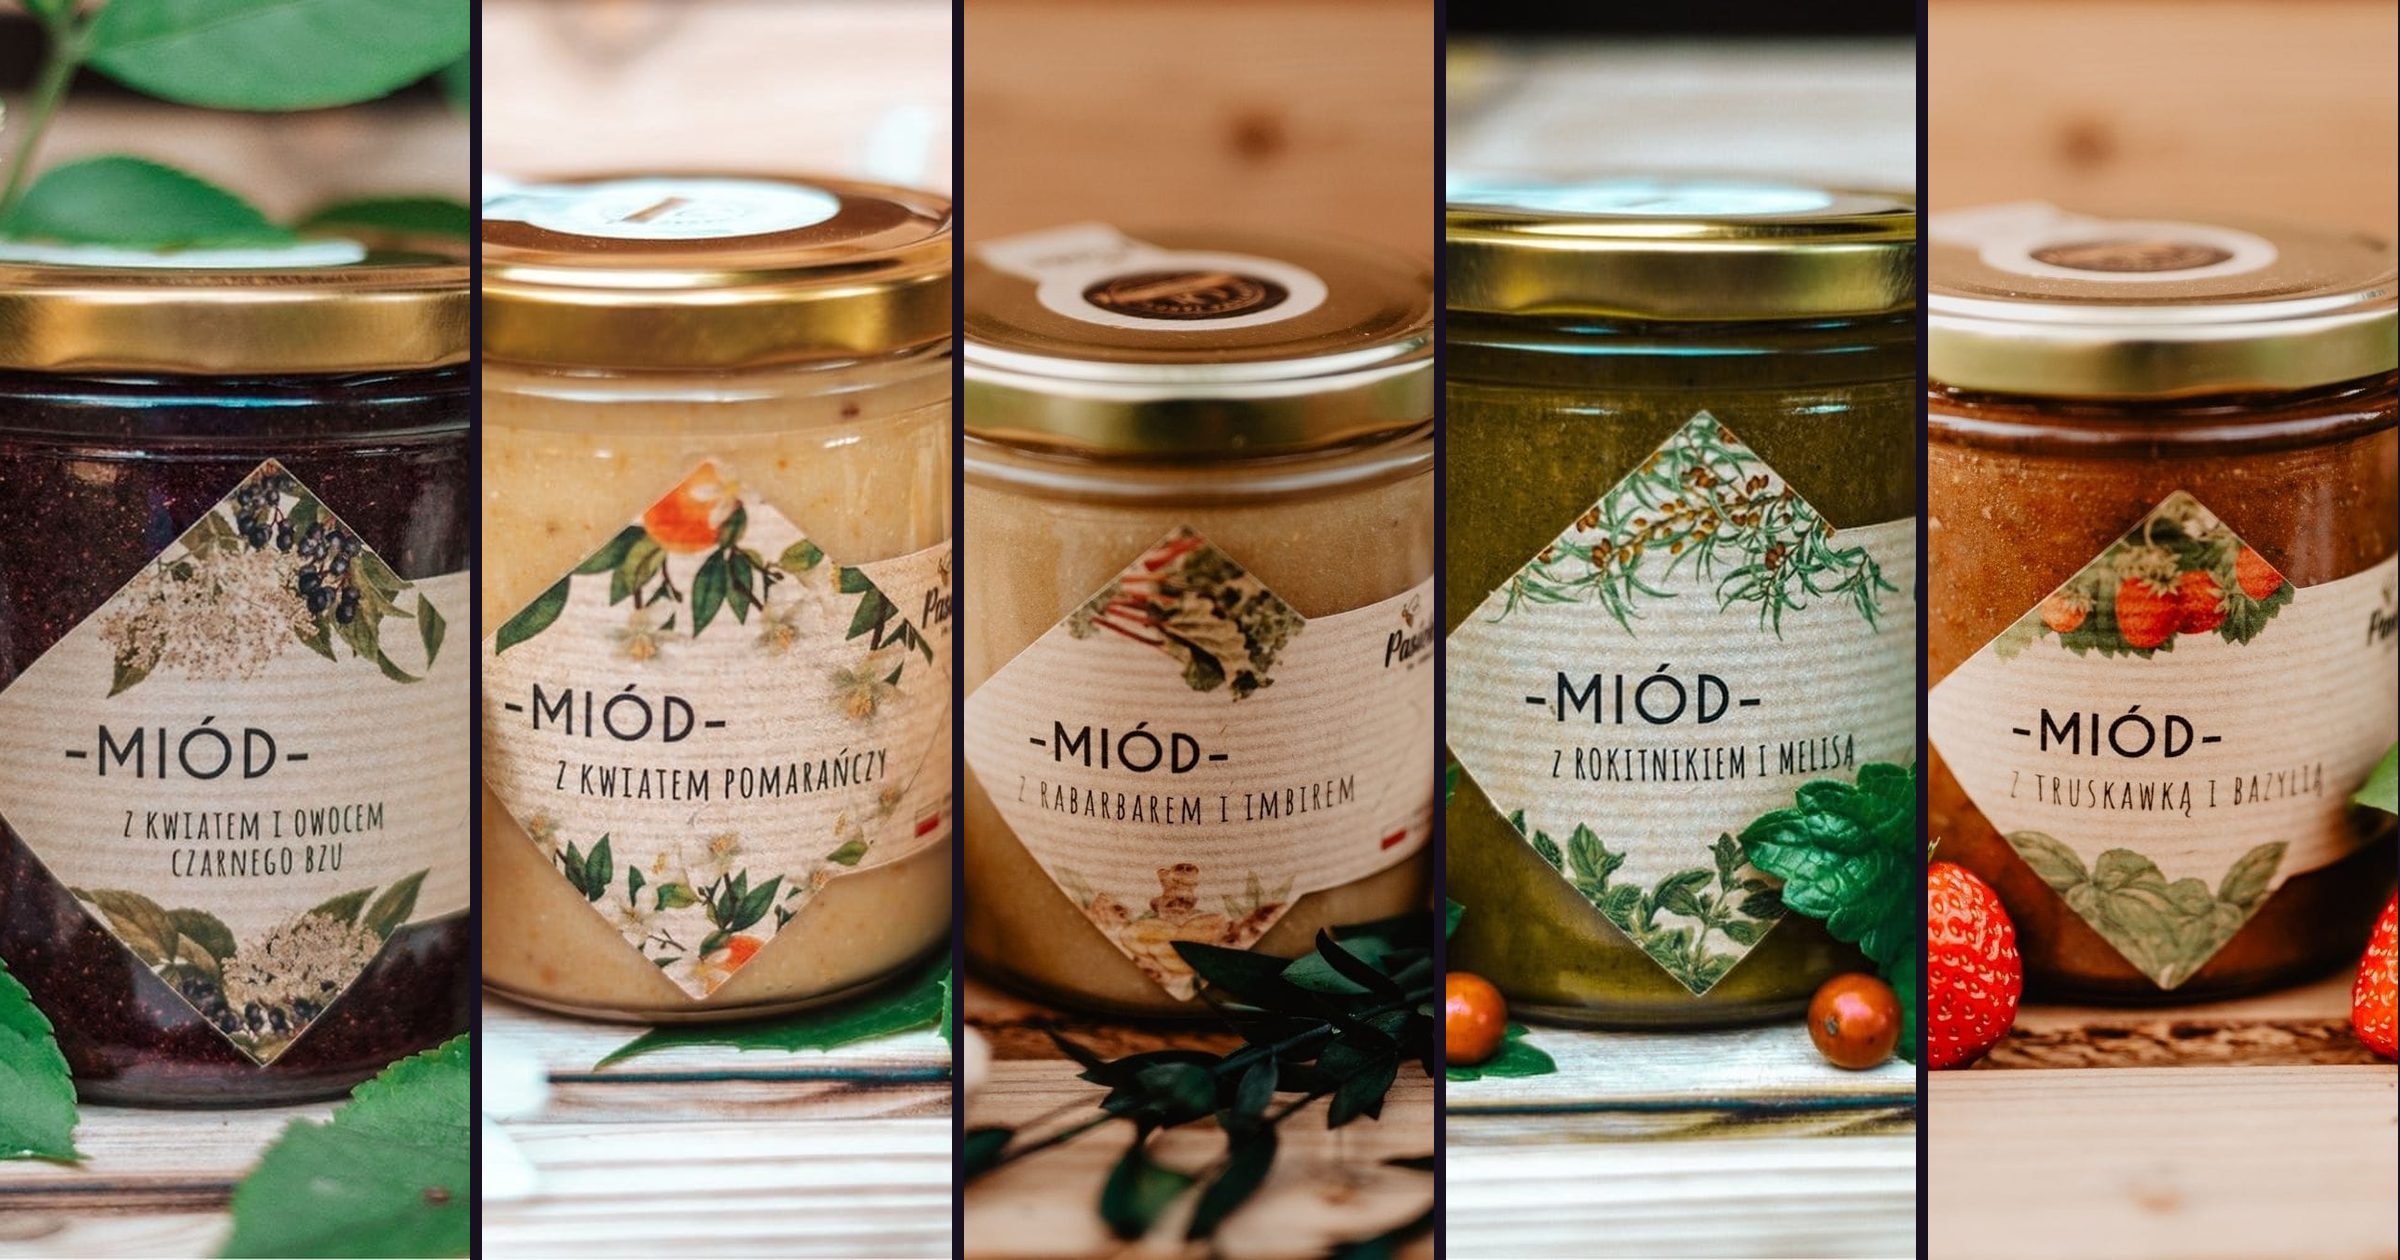 -MIÓD-
Z KWIATEM I OWOCEM
CZARNEGO BZU
-MIÓD-
Z KWIATEM POMARAŃCZY
-MIÓD-
Z RABARBAREM I IMBIREM
-MIÓD-
Z ROKITNIKIEM I MELISĄ
-MIÓD-
Z TRUSKAWKĄ I BAZYLIĄ